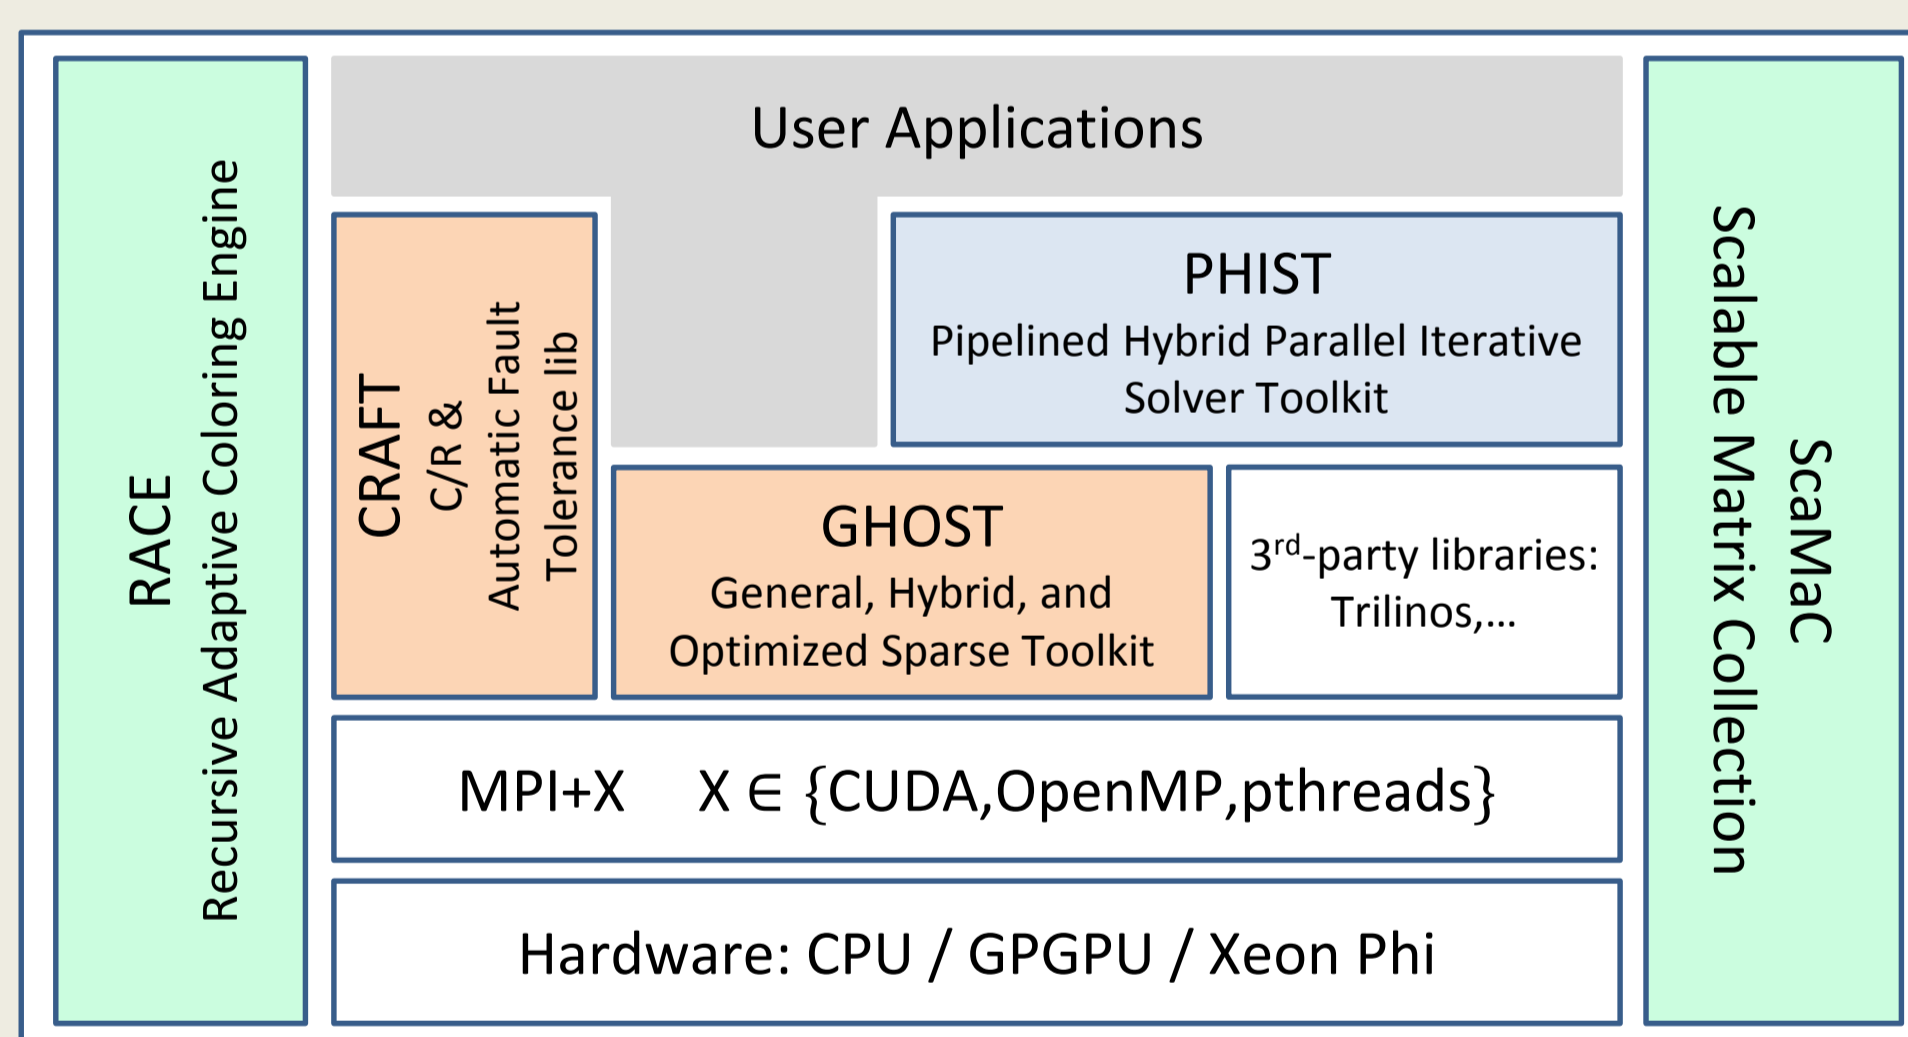 RACE
Recursive Adaptive Coloring Engine
User Applications
CRAFT
C/R &
Automatic Fault
Tolerance lib
PHIST
Pipelined Hybrid Parallel Iterative
Solver Toolkit
GHOST
General, Hybrid, and
Optimized Sparse Toolkit
3rd-party libraries:
Trilinos,...
MPI+X X ∈ {CUDA,OpenMP,pthreads}
Hardware: CPU / GPGPU / Xeon Phi
ScaMaC
Scalable Matrix Collection